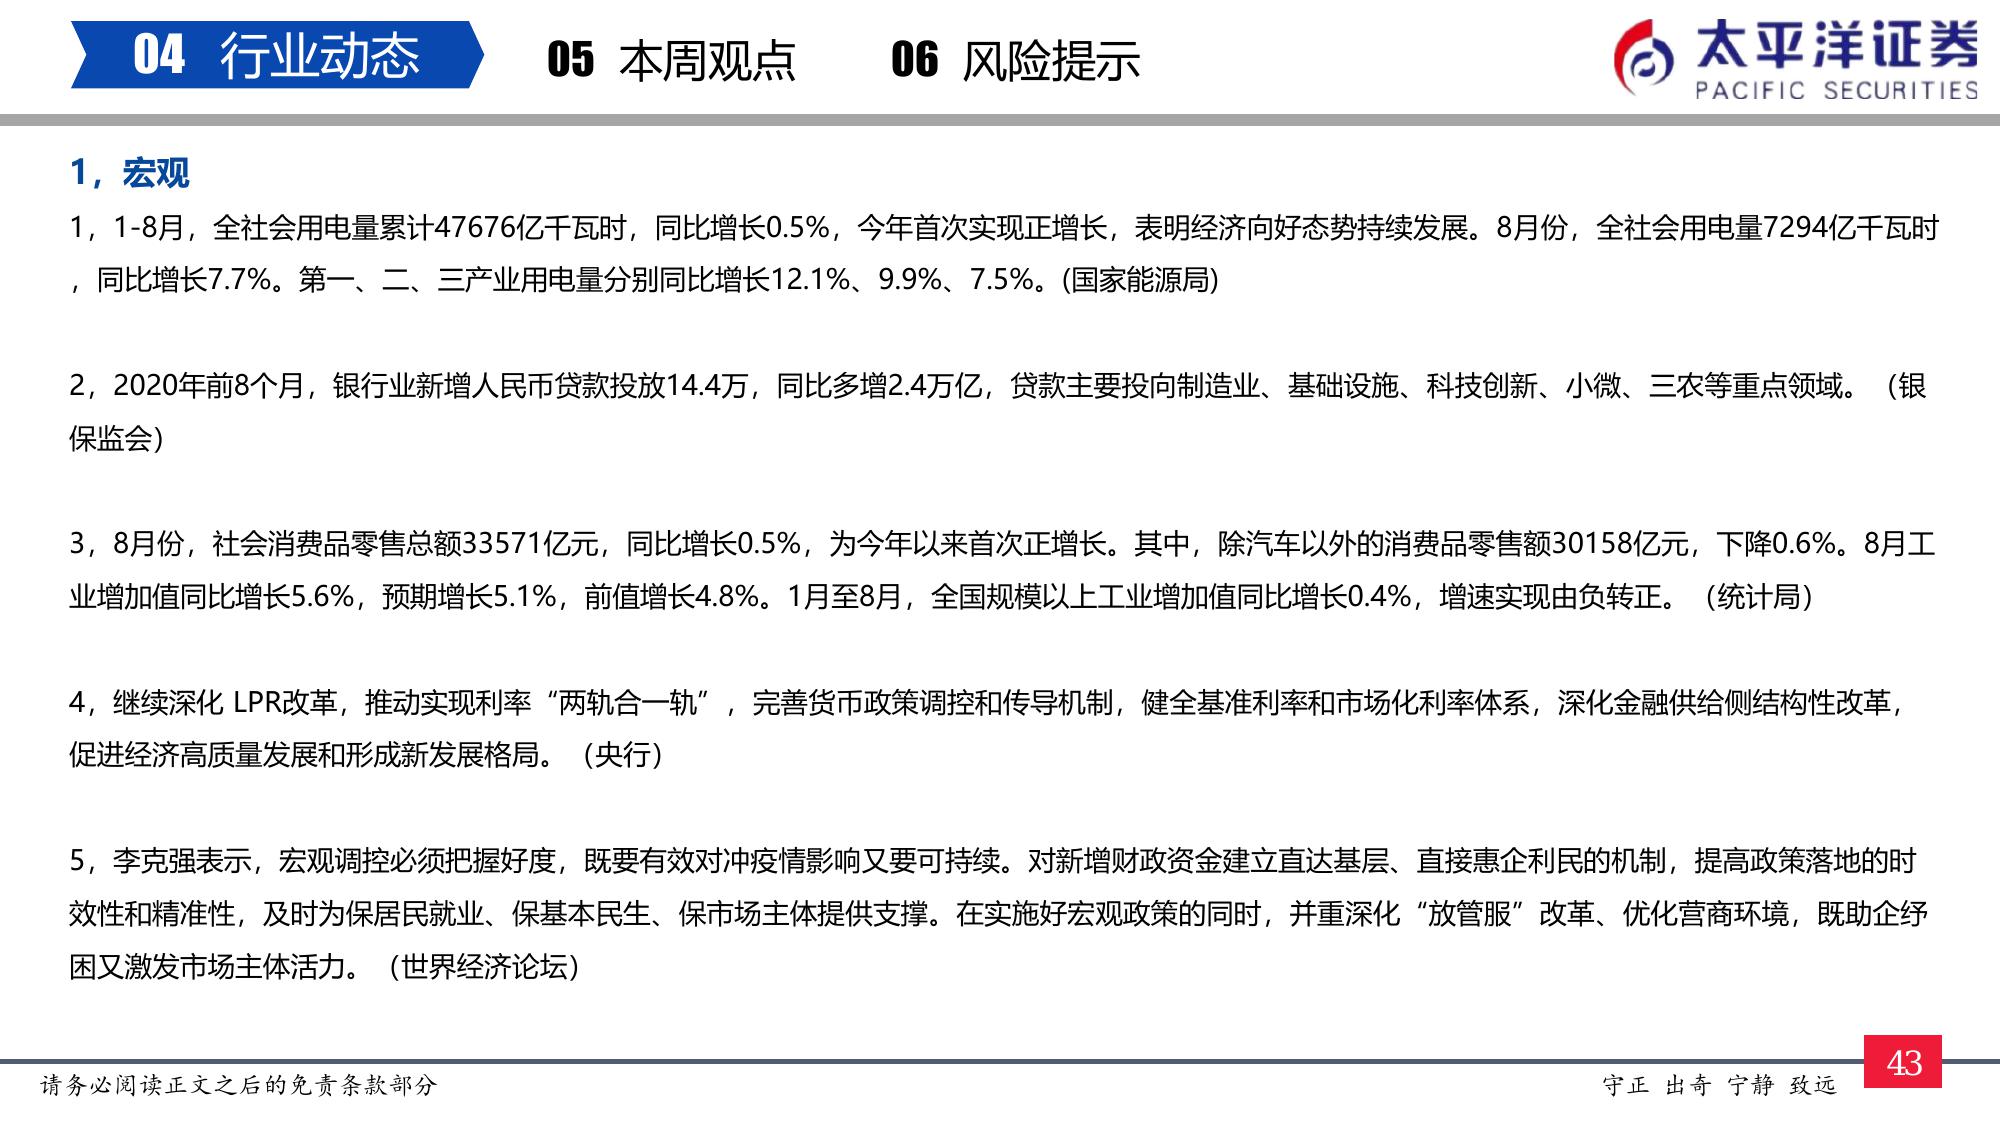 04 行业动态 05 本周观点 06 风险提示
太平洋证券
PACIFIC SECURITIES
1，宏观
1，1-8月，全社会用电量累计47676亿千瓦时，同比增长0.5%，今年首次实现正增长，表明经济向好态势持续发展。8月份，全社会用电量7294亿千瓦时
，同比增长7.7%。第一、二、三产业用电量分别同比增长12.1%、9.9%、7.5%。(国家能源局)
2，2020年前8个月，银行业新增人民币贷款投放14.4万，同比多增2.4万亿，贷款主要投向制造业、基础设施、科技创新、小微、三农等重点领域。（银
保监会）
3，8月份，社会消费品零售总额33571亿元，同比增长0.5%，为今年以来首次正增长。其中，除汽车以外的消费品零售额30158亿元，下降0.6%。8月工
业增加值同比增长5.6%，预期增长5.1%，前值增长4.8%。1月至8月，全国规模以上工业增加值同比增长0.4%，增速实现由负转正。（统计局）
4，继续深化 LPR改革，推动实现利率“两轨合一轨”，完善货币政策调控和传导机制，健全基准利率和市场化利率体系，深化金融供给侧结构性改革，
促进经济高质量发展和形成新发展格局。（央行）
5，李克强表示，宏观调控必须把握好度，既要有效对冲疫情影响又要可持续。对新增财政资金建立直达基层、直接惠企利民的机制，提高政策落地的时
效性和精准性，及时为保居民就业、保基本民生、保市场主体提供支撑。在实施好宏观政策的同时，并重深化“放管服”改革、优化营商环境，既助企纾
困又激发市场主体活力。（世界经济论坛）
43
请务必阅读正文之后的免责条款部分
守正 出奇 宁静 致远